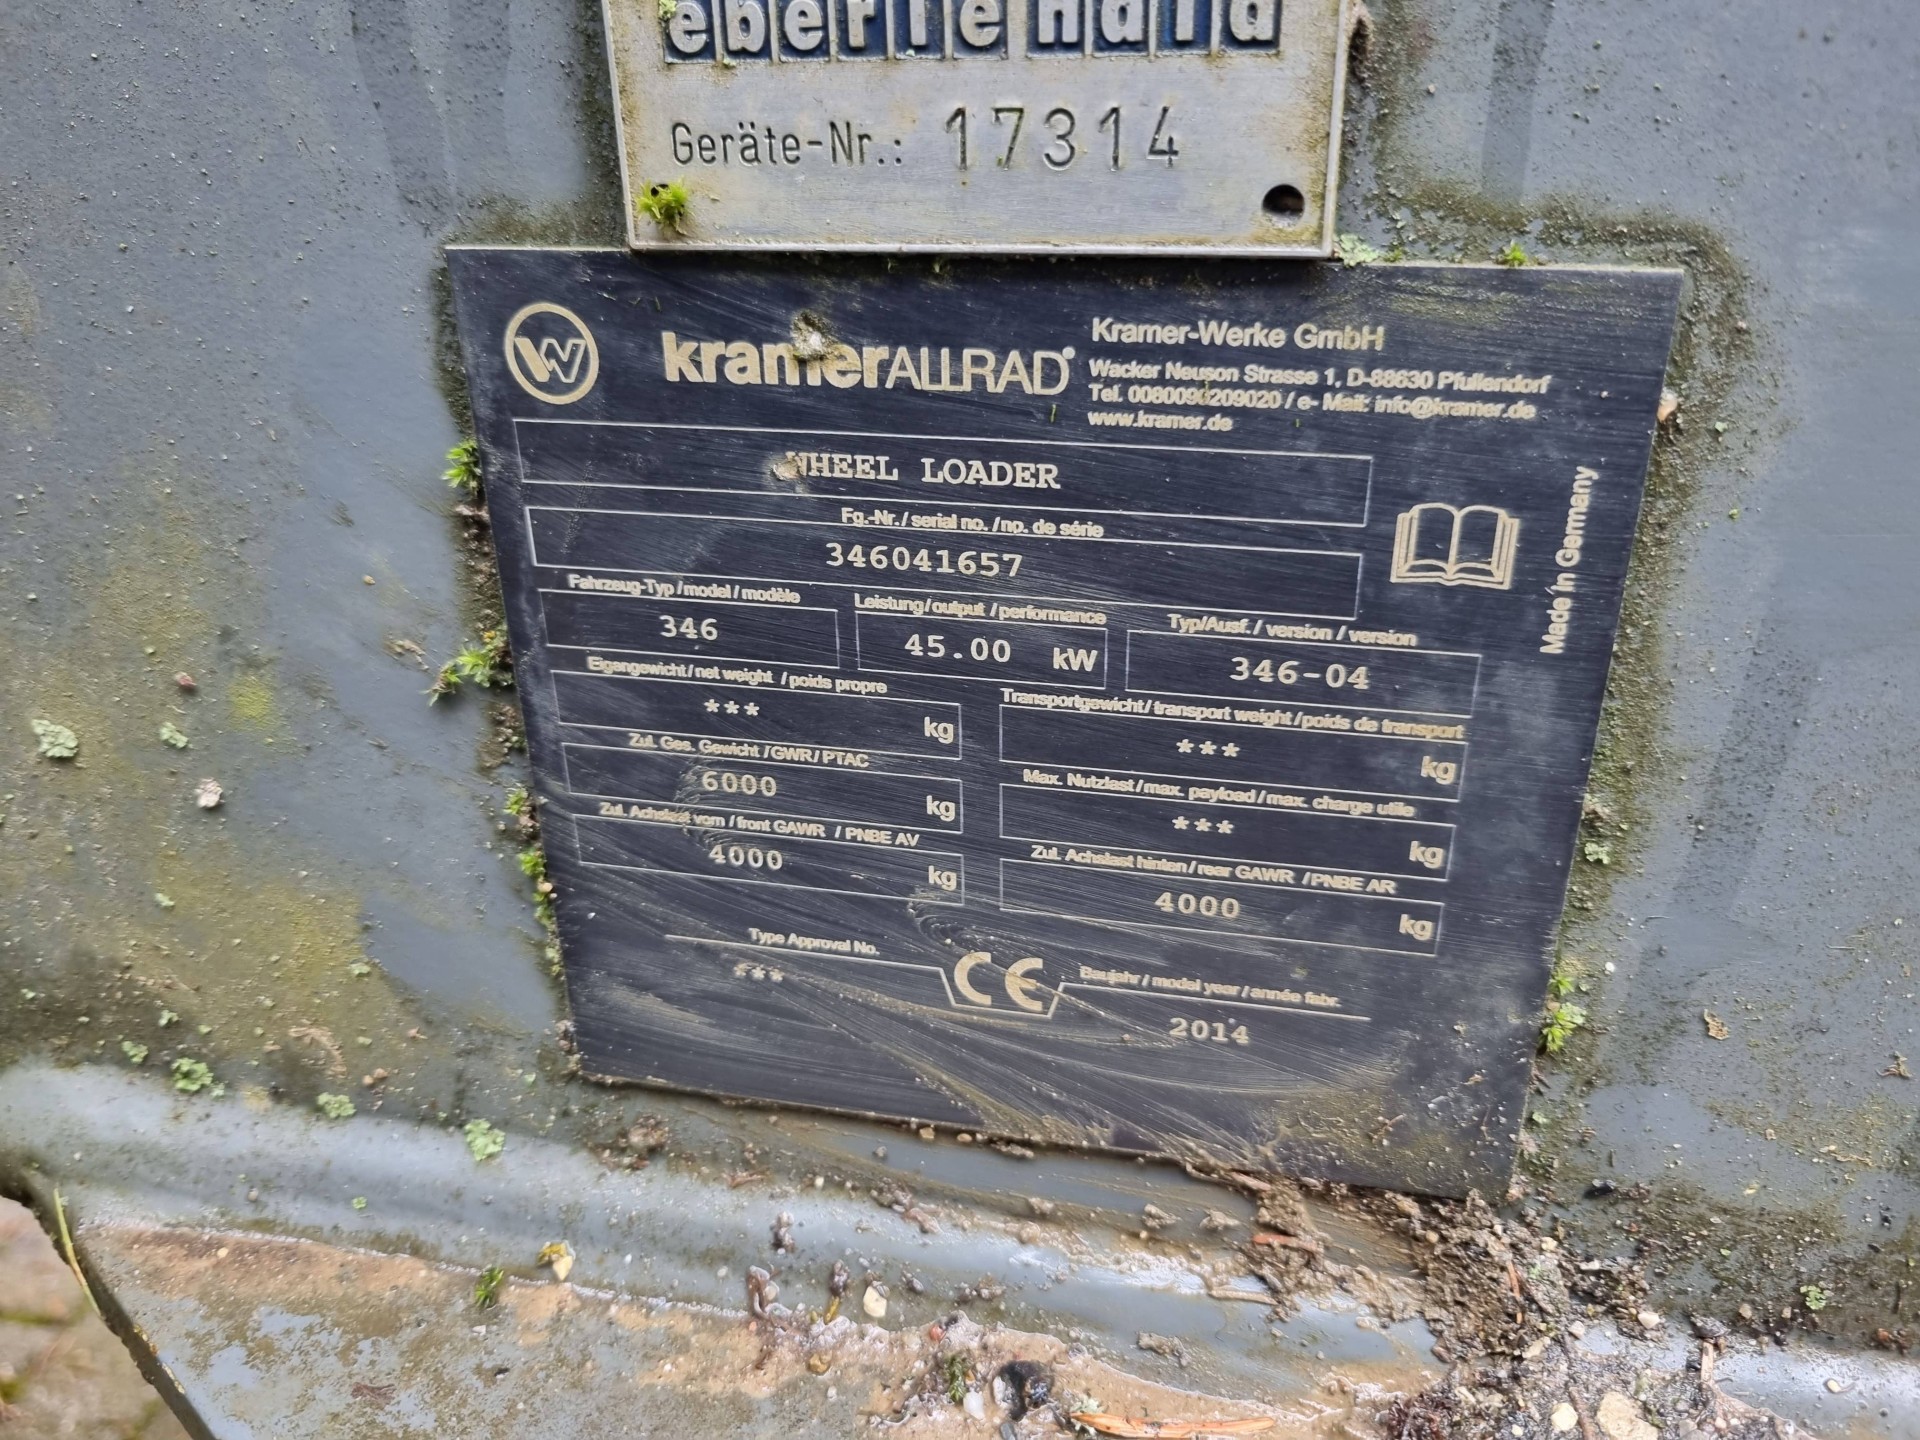 eberle hald
Geräte-Nr.: 17314
kramerALLRAD®
Kramer-Werke GmbH
Wacker Neuson Strasse 1, D-88630 Pfullendorf
Tel. 0080090209020 / e- Mail: info@kramer.de
www.kramer.de
WHEEL LOADER
Fg.-Nr. / serial no. / no. de série
346041657
Made in Germany
Fahrzeug-Typ / model / modèle
346
Leistung / output / performance
45.00 kW
Typ/Ausf. / version / version
346-04
Eigengewicht / net weight / poids propre
*** kg
Transportgewicht / transport weight / poids de transport
*** kg
Zul. Ges. Gewicht / GWR / PTAC
6000 kg
Max. Nutzlast / max. payload / max. charge utile
*** kg
Zul. Achslast vorn / front GAWR / PNBE AV
4000 kg
Zul. Achslast hinten / rear GAWR / PNBE AR
4000 kg
Type Approval No.
***
CE
Baujahr / model year / année fabr.
2014